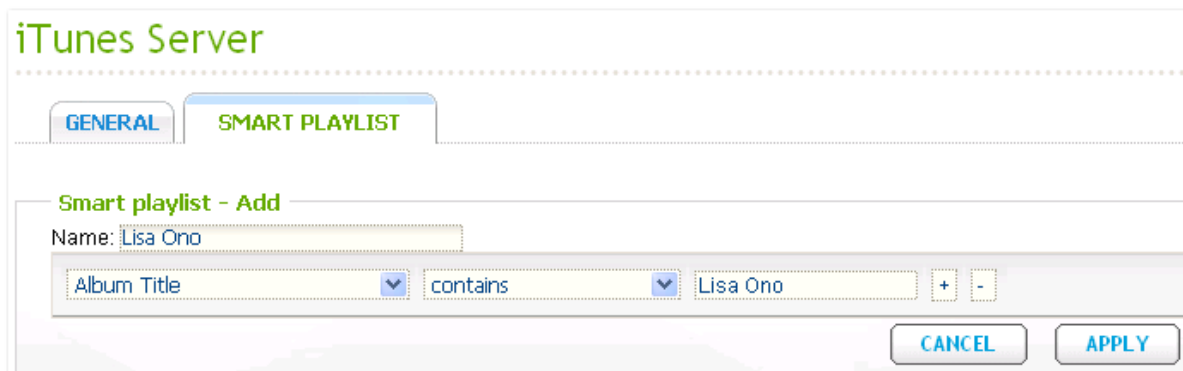 iTunes Server
GENERAL SMART PLAYLIST
Smart playlist - Add
Name: Lisa Ono
Album Title contains Lisa Ono + -
CANCEL APPLY